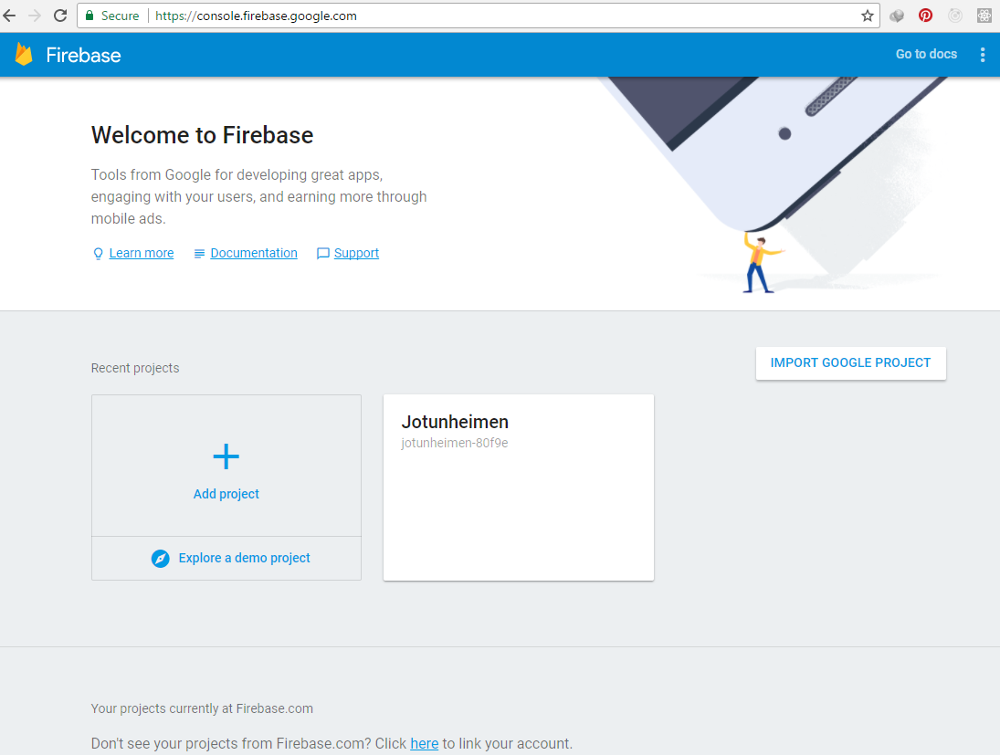 Secure https://console.firebase.google.com
Firebase
Go to docs
Welcome to Firebase
Tools from Google for developing great apps,
engaging with your users, and earning more through
mobile ads.
Learn more Documentation Support
Recent projects
IMPORT GOOGLE PROJECT
Add project
Explore a demo project
Jotunheimen
jotunheimen-80f9e
Your projects currently at Firebase.com
Don't see your projects from Firebase.com? Click here to link your account.